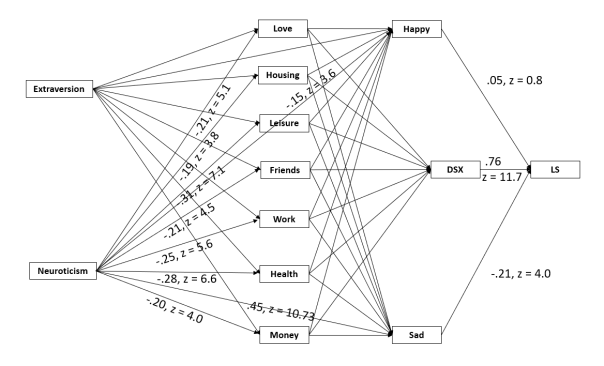 Love
Happy
Extraversion
Housing
.05, z = 0.8
-.15, z = 3.6
-.21, z = 5.1
Leisure
-.19, z = 3.8
Friends
DSX
.76
z = 11.7
LS
-.31, z = 7.1
-.21, z = 4.5
Work
-.25, z = 5.6
Neuroticism
Health
-.28, z = 6.6
-.21, z = 4.0
-.20, z = 4.0
.45, z = 10.73
Money
Sad